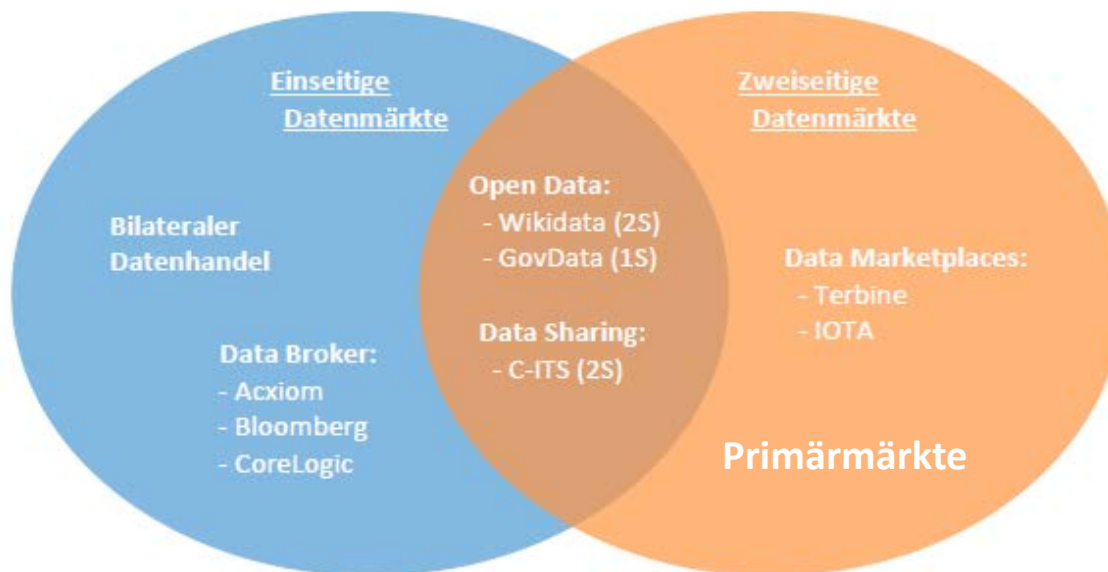 Einseitige
Datenmärkte
Bilateraler
Datenhandel
Data Broker:
- Acxiom
- Bloomberg
- CoreLogic
Open Data:
- Wikidata (2S)
- GovData (1S)
Data Sharing:
- C-ITS (2S)
Zweiseitige
Datenmärkte
Data Marketplaces:
- Terbine
- IOTA
Primärmärkte